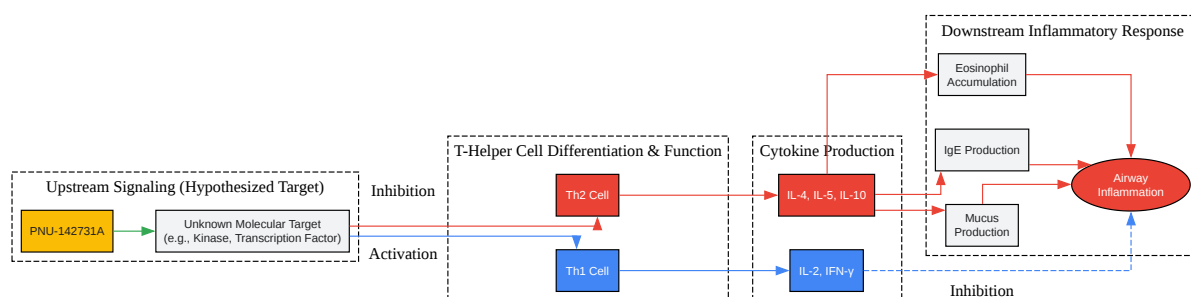 Downstream Inflammatory Response
Eosinophil
Accumulation
T-Helper Cell Differentiation & Function
Cytokine Production
IgE Production
Upstream Signaling (Hypothesized Target)
Inhibition
Th2 Cell
IL-4, IL-5, IL-10
Airway
Inflammation
PNU-142731A
Unknown Molecular Target
(e.g., Kinase, Transcription Factor)
Mucus
Production
Activation
Th1 Cell
IL-2, IFN-γ
Inhibition